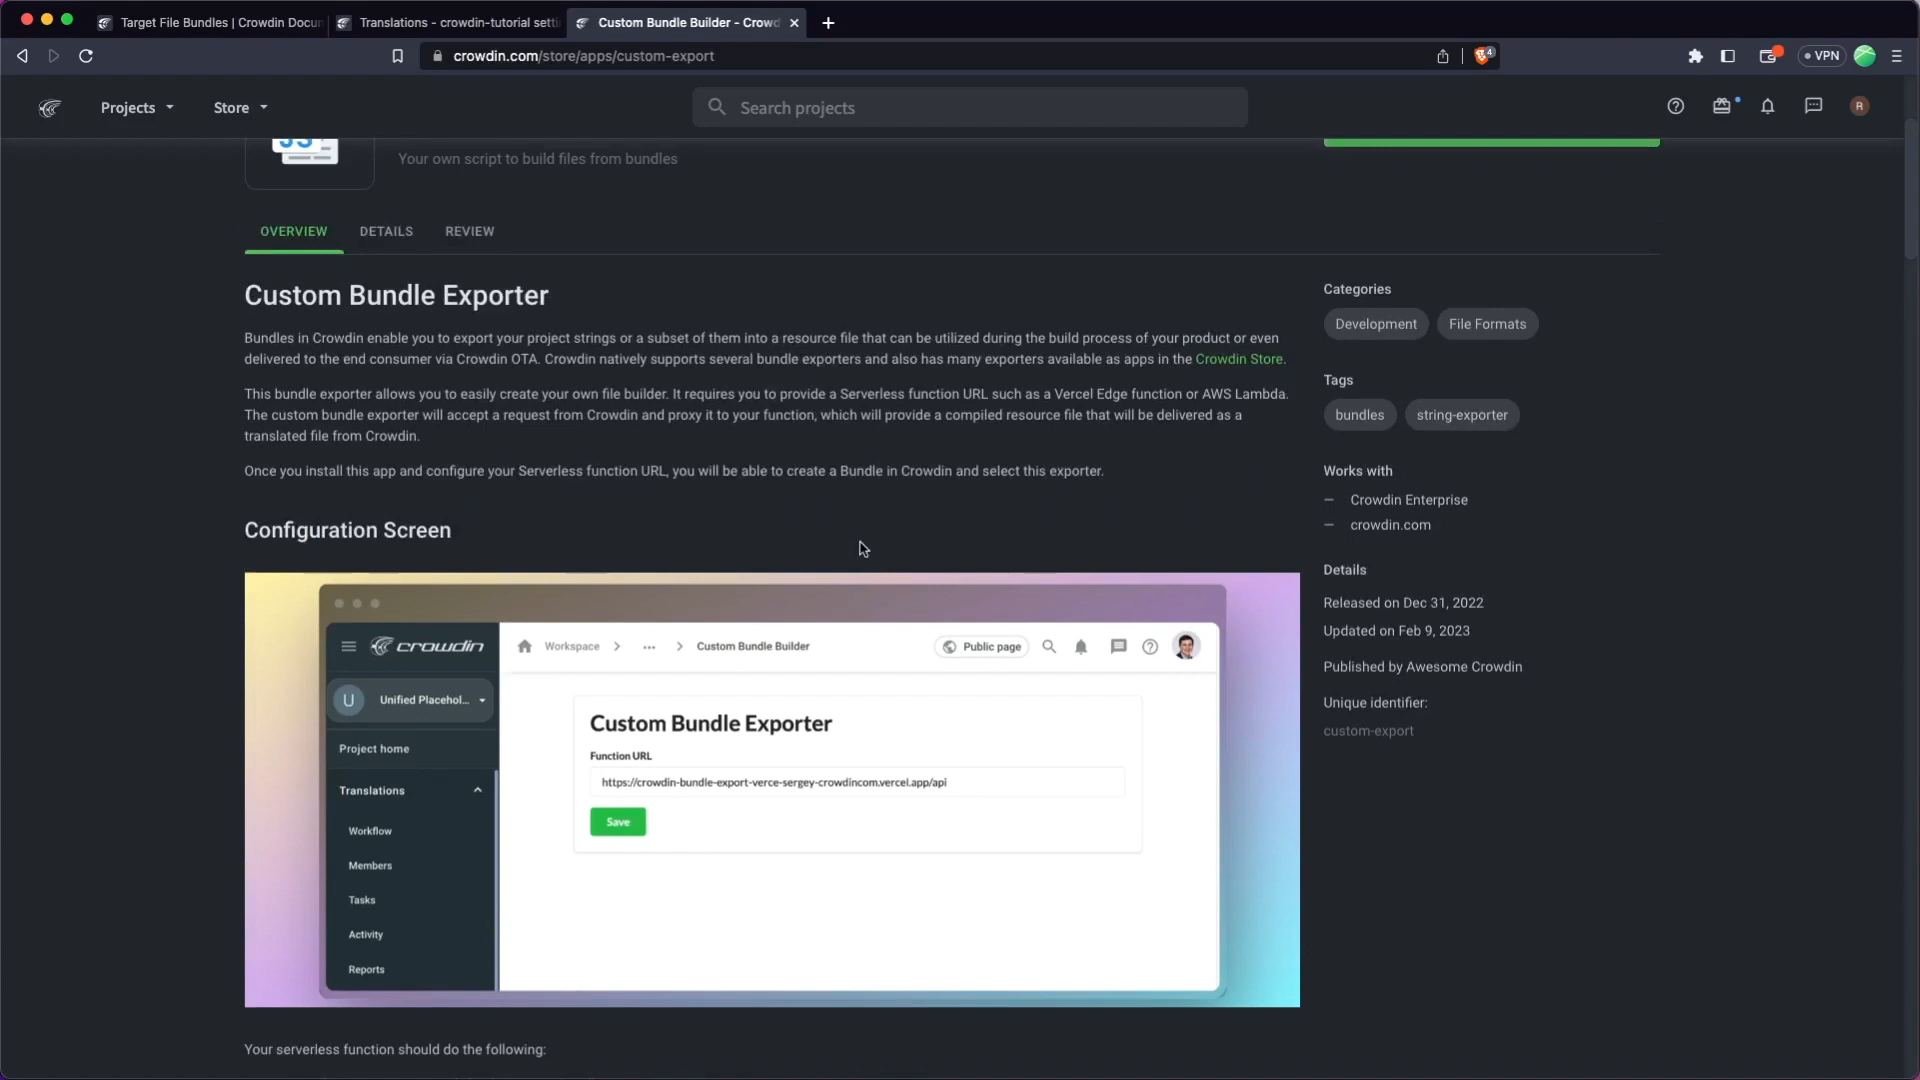 Target File Bundles | Crowdin Docu
Translations - crowdin-tutorial setti
Custom Bundle Builder - Crowd
crowdin.com/store/apps/custom-export
4
VPN
Projects
Store
Search projects
R
Your own script to build files from bundles
OVERVIEW
DETAILS
REVIEW
Custom Bundle Exporter
Bundles in Crowdin enable you to export your project strings or a subset of them into a resource file that can be utilized during the build process of your product or even
delivered to the end consumer via Crowdin OTA. Crowdin natively supports several bundle exporters and also has many exporters available as apps in the Crowdin Store.
This bundle exporter allows you to easily create your own file builder. It requires you to provide a Serverless function URL such as a Vercel Edge function or AWS Lambda.
The custom bundle exporter will accept a request from Crowdin and proxy it to your function, which will provide a compiled resource file that will be delivered as a
translated file from Crowdin.
Once you install this app and configure your Serverless function URL, you will be able to create a Bundle in Crowdin and select this exporter.
Configuration Screen
crowdin
Workspace
...
Custom Bundle Builder
Public page
U
Unified Placehol...
Project home
Translations
Workflow
Members
Tasks
Activity
Reports
Custom Bundle Exporter
Function URL
https://crowdin-bundle-export-verce-sergey-crowdincom.vercel.app/api
Save
Your serverless function should do the following:
Categories
Development
File Formats
Tags
bundles
string-exporter
Works with
— Crowdin Enterprise
— crowdin.com
Details
Released on Dec 31, 2022
Updated on Feb 9, 2023
Published by Awesome Crowdin
Unique identifier:
custom-export